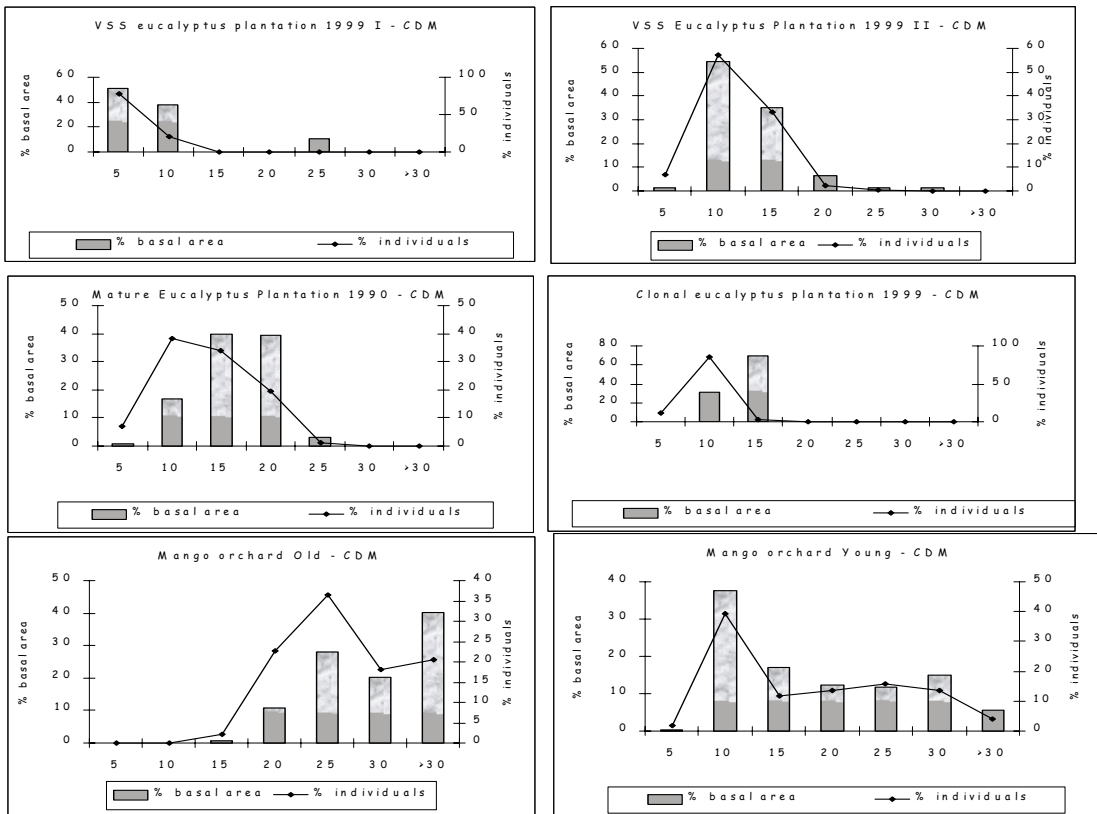 VSS eucalyptus plantation 1999 I - CDM
% basal area
60
40
20
0
100
50
0
% individuals
5 10 15 20 25 30 >30
% basal area % individuals
VSS Eucalyptus Plantation 1999 II - CDM
% basal area
60
50
40
30
20
10
0
60
50
40
30
20
10
0
% individuals
5 10 15 20 25 30 >30
% basal area % individuals
Mature Eucalyptus Plantation 1990 - CDM
% basal area
50
40
30
20
10
0
50
40
30
20
10
0
% individuals
5 10 15 20 25 30 >30
% basal area % individuals
Clonal eucalyptus plantation 1999 - CDM
% basal area
80
60
40
20
0
100
50
0
% individuals
5 10 15 20 25 30 >30
% basal area % individuals
Mango orchard Old - CDM
% basal area
50
40
30
20
10
0
40
35
30
25
20
15
10
5
0
% individuals
5 10 15 20 25 30 >30
% basal area % individuals
Mango orchard Young - CDM
% basal area
40
30
20
10
0
50
40
30
20
10
0
% individuals
5 10 15 20 25 30 >30
% basal area % individuals